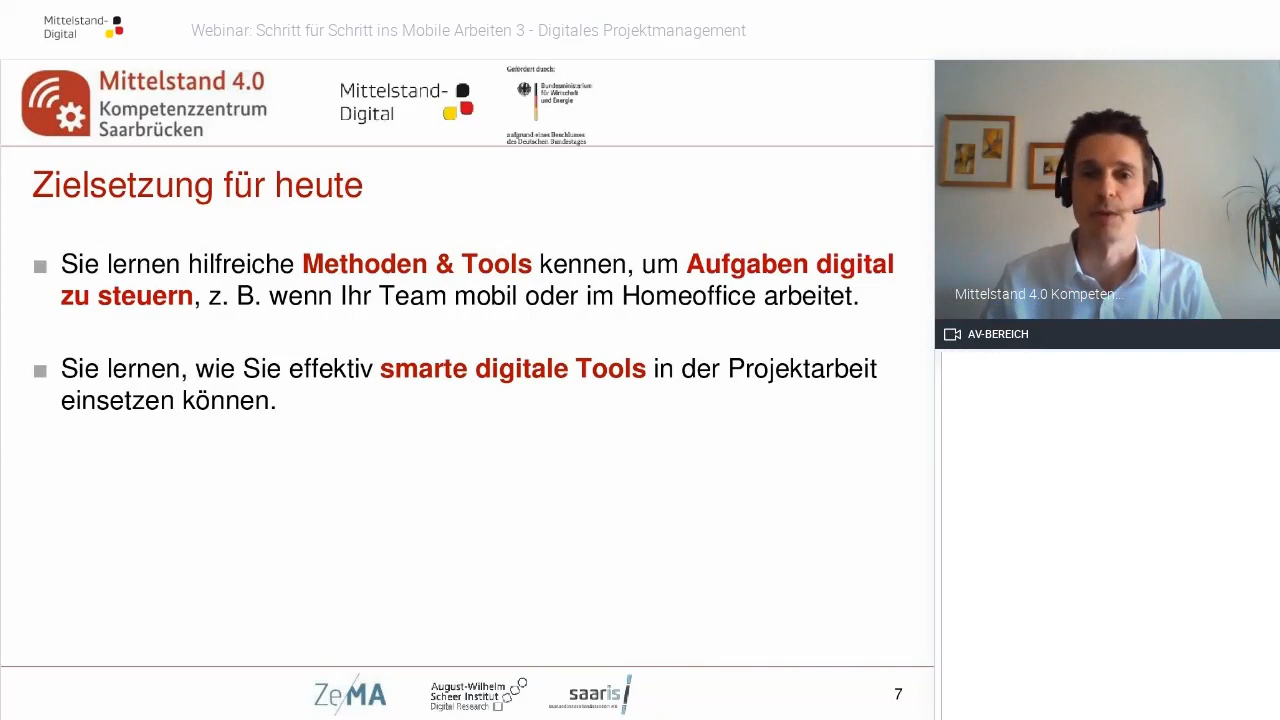 Mittelstand-
Digital
Webinar: Schritt für Schritt ins Mobile Arbeiten 3 - Digitales Projektmanagement
Mittelstand 4.0
Kompetenzzentrum
Saarbrücken
Mittelstand-
Digital
Gefördert durch:
Bundesministerium
für Wirtschaft
und Energie
aufgrund eines Beschlusses
des Deutschen Bundestages
Zielsetzung für heute
Sie lernen hilfreiche Methoden & Tools kennen, um Aufgaben digital
zu steuern, z. B. wenn Ihr Team mobil oder im Homeoffice arbeitet.
Sie lernen, wie Sie effektiv smarte digitale Tools in der Projektarbeit
einsetzen können.
Mittelstand 4.0 Kompeten...
AV-BEREICH
ZeMA
August-Wilhelm
Scheer Institut
Digital Research
saaris
7